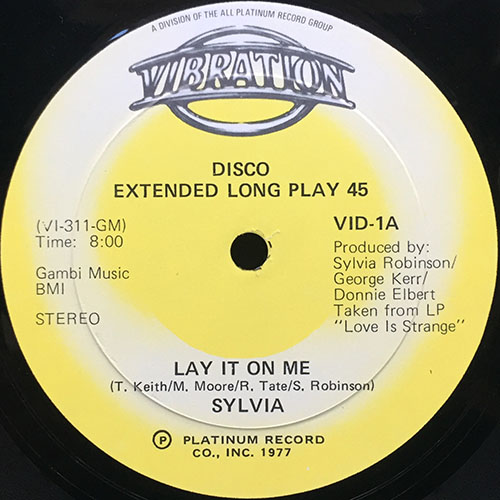 A DIVISION OF THE ALL PLATINUM RECORD GROUP
VIBRATION
DISCO
EXTENDED LONG PLAY 45
(VI-311-GM)
Time: 8:00
Gambi Music
BMI
STEREO
VID-1A
Produced by:
Sylvia Robinson/
George Kerr/
Donnie Elbert
Taken from LP
"Love Is Strange"
LAY IT ON ME
(T. Keith/M. Moore/R. Tate/S. Robinson)
SYLVIA
Ⓟ PLATINUM RECORD
CO., INC. 1977